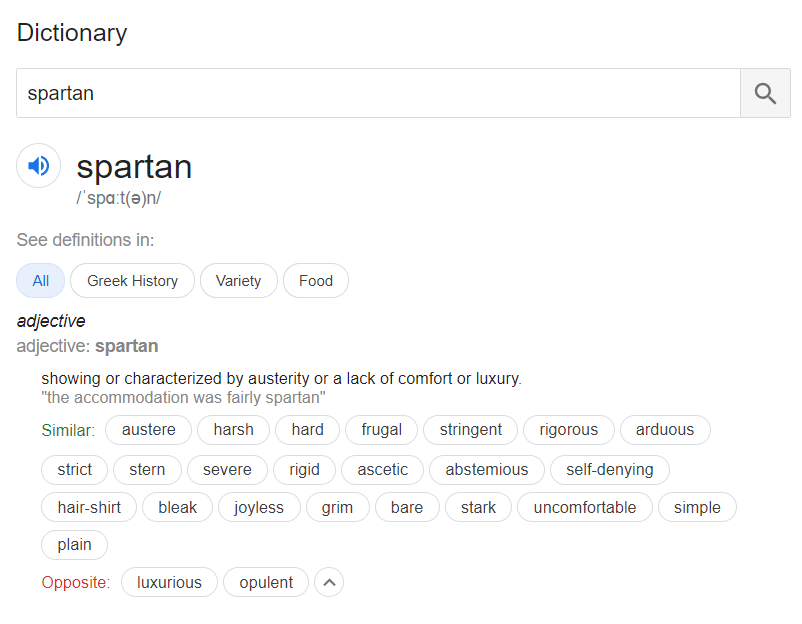 Dictionary
spartan
spartan
/ˈspɑːt(ə)n/
See definitions in:
All Greek History Variety Food
adjective
adjective: spartan
showing or characterized by austerity or a lack of comfort or luxury.
"the accommodation was fairly spartan"
Similar: austere harsh hard frugal stringent rigorous arduous
strict stern severe rigid ascetic abstemious self-denying
hair-shirt bleak joyless grim bare stark uncomfortable simple
plain
Opposite: luxurious opulent